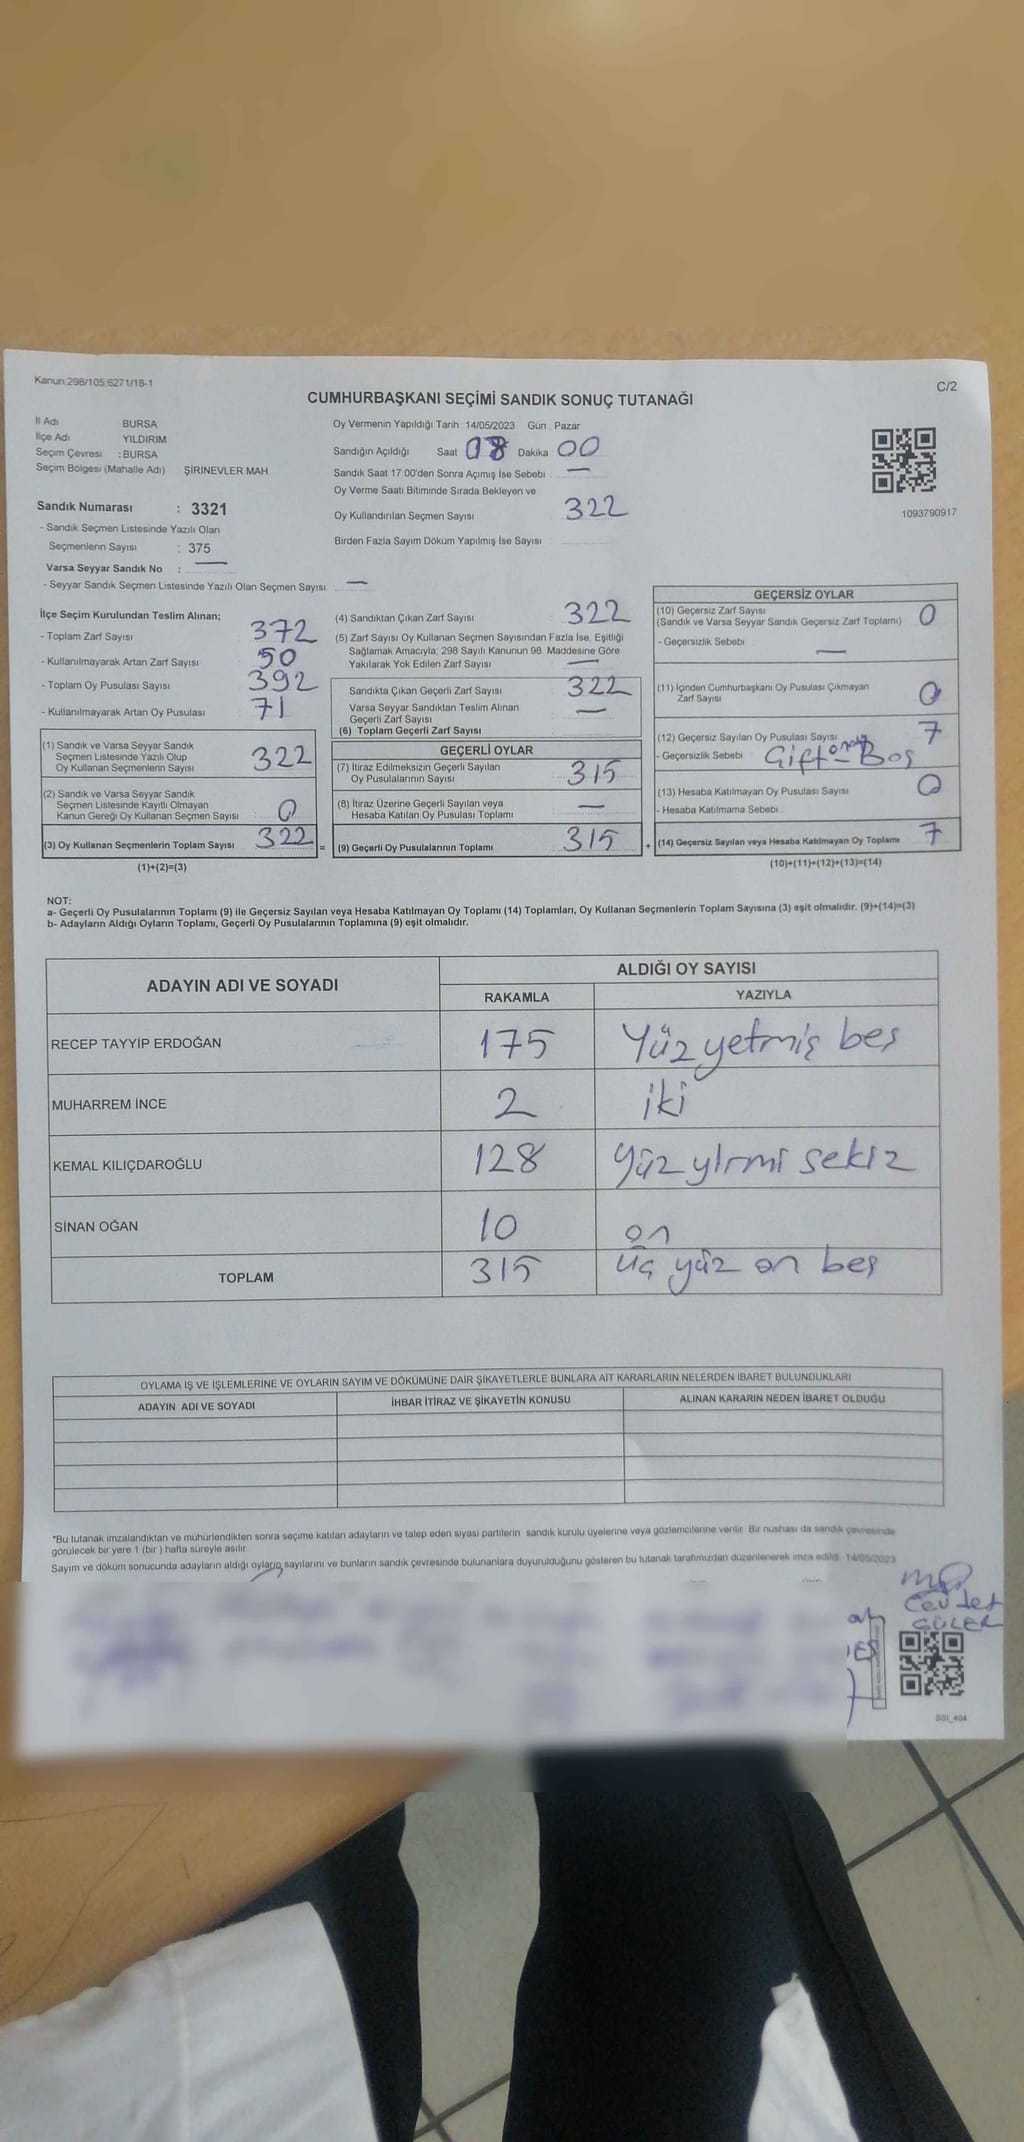 Kanun;298/105,6271/18-1
C/2
CUMHURBAŞKANI SEÇİMİ SANDIK SONUÇ TUTANAĞI
İl Adı BURSA
İlçe Adı YILDIRIM
Seçim Çevresi : BURSA
Seçim Bölgesi (Mahalle Adı) ŞİRİNEVLER MAH
Sandık Numarası : 3321
- Sandık Seçmen Listesinde Yazılı Olan
Seçmenlerin Sayısı : 375
Varsa Seyyar Sandık No : —
- Seyyar Sandık Seçmen Listesinde Yazılı Olan Seçmen Sayısı —
Oy Vermenin Yapıldığı Tarih 14/05/2023 Gün : Pazar
Sandığın Açıldığı Saat 08 Dakika 00
Sandık Saat 17:00'den Sonra Açımış İse Sebebi —
Oy Verme Saati Bitiminde Sırada Bekleyen ve
Oy Kullandırılan Seçmen Sayısı 322
Birden Fazla Sayım Döküm Yapılmış İse Sayısı
1093790917
İlçe Seçim Kurulundan Teslim Alınan;
- Toplam Zarf Sayısı 372
- Kullanılmayarak Artan Zarf Sayısı 50
- Toplam Oy Pusulası Sayısı 392
- Kullanılmayarak Artan Oy Pusulası 71
(1) Sandık ve Varsa Seyyar Sandık
Seçmen Listesinde Yazılı Olup
Oy Kullanan Seçmenlerin Sayısı 322
(2) Sandık ve Varsa Seyyar Sandık
Seçmen Listesinde Kayıtlı Olmayan
Kanun Gereği Oy Kullanan Seçmen Sayısı 0
(3) Oy Kullanan Seçmenlerin Toplam Sayısı 322 =
(1)+(2)=(3)
(4) Sandıktan Çıkan Zarf Sayısı 322
(5) Zarf Sayısı Oy Kullanan Seçmen Sayısından Fazla İse, Eşitliği
Sağlamak Amacıyla, 298 Sayılı Kanunun 98. Maddesine Göre
Yakılarak Yok Edilen Zarf Sayısı —
Sandıkta Çıkan Geçerli Zarf Sayısı 322
Varsa Seyyar Sandıktan Teslim Alınan
Geçerli Zarf Sayısı —
(6) Toplam Geçerli Zarf Sayısı
GEÇERLİ OYLAR
(7) İtiraz Edilmeksizin Geçerli Sayılan
Oy Pusulalarının Sayısı 315
(8) İtiraz Üzerine Geçerli Sayılan veya
Hesaba Katılan Oy Pusulası Toplamı —
(9) Geçerli Oy Pusulalarının Toplamı 315 +
GEÇERSİZ OYLAR
(10) Geçersiz Zarf Sayısı
(Sandık ve Varsa Seyyar Sandık Geçersiz Zarf Toplamı) 0
- Geçersizlik Sebebi —
(11) İçinden Cumhurbaşkanı Oy Pusulası Çıkmayan
Zarf Sayısı 0
(12) Geçersiz Sayılan Oy Pusulası Sayısı 7
- Geçersizlik Sebebi Çift onay - Boş
(13) Hesaba Katılmayan Oy Pusulası Sayısı 0
- Hesaba Katılmama Sebebi :
(14) Geçersiz Sayılan veya Hesaba Katılmayan Oy Toplamı 7
(10)+(11)+(12)+(13)=(14)
NOT:
a- Geçerli Oy Pusulalarının Toplamı (9) ile Geçersiz Sayılan veya Hesaba Katılmayan Oy Toplamı (14) Toplamları, Oy Kullanan Seçmenlerin Toplam Sayısına (3) eşit olmalıdır. (9)+(14)=(3)
b- Adayların Aldığı Oyların Toplamı, Geçerli Oy Pusulalarının Toplamına (9) eşit olmalıdır.
ADAYIN ADI VE SOYADI ALDIĞI OY SAYISI
RAKAMLA YAZIYLA
RECEP TAYYİP ERDOĞAN 175 Yüz yetmiş beş
MUHARREM İNCE 2 iki
KEMAL KILIÇDAROĞLU 128 yüz yirmi sekiz
SİNAN OĞAN 10 on
TOPLAM 315 üç yüz on beş
OYLAMA İŞ VE İŞLEMLERİNE VE OYLARIN SAYIM VE DÖKÜMÜNE DAİR ŞİKAYETLERLE BUNLARA AİT KARARLARIN NELERDEN İBARET BULUNDUKLARI
ADAYIN ADI VE SOYADI İHBAR İTİRAZ VE ŞİKAYETİN KONUSU ALINAN KARARIN NEDEN İBARET OLDUĞU
*Bu tutanak imzalandıktan ve mühürlendikten sonra seçime katılan adayların ve talep eden siyasi partilerin sandık kurulu üyelerine veya gözlemcilerine verilir. Bir nüshası da sandık çevresinde
görülecek bir yere 1 (bir ) hafta süreyle asılır.
Sayım ve döküm sonucunda adayların aldığı oyların sayılarını ve bunların sandık çevresinde bulunanlara duyurulduğunu gösteren bu tutanak tarafımızdan düzenlenerek imza edildi. 14/05/2023
Cevdet
GÜLER
SSI_404